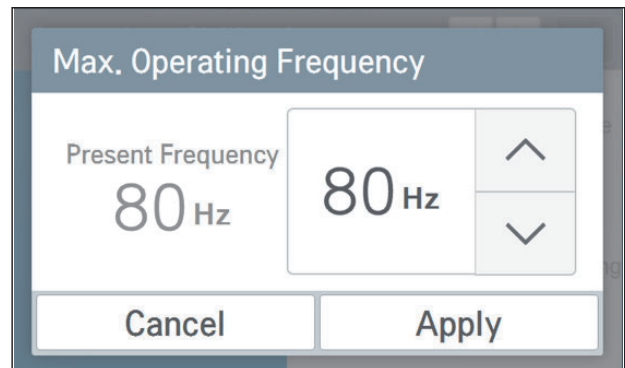 Max. Operating Frequency
Present Frequency
80 Hz
80 Hz
Cancel
Apply